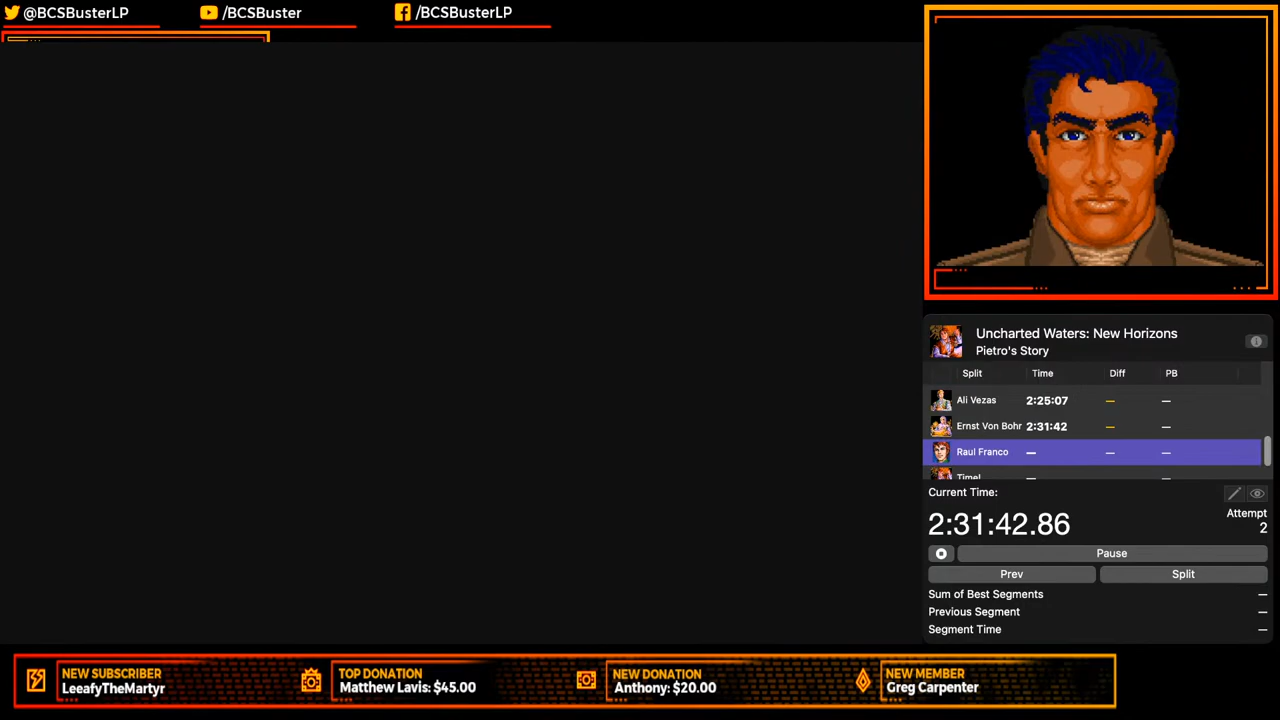 @BCSBusterLP
/BCSBuster
/BCSBusterLP
Uncharted Waters: New Horizons
Pietro's Story
Split Time Diff PB
Ali Vezas 2:25:07 — —
Ernst Von Bohr 2:31:42 — —
Raul Franco — — —
Time! — — —
Current Time:
2:31:42.86
Attempt
2
Pause
Prev Split
Sum of Best Segments —
Previous Segment —
Segment Time —
NEW SUBSCRIBER
LeeafyTheMartyr
TOP DONATION
Matthew Lavis: $45.00
NEW DONATION
Anthony: $20.00
NEW MEMBER
Greg Carpenter